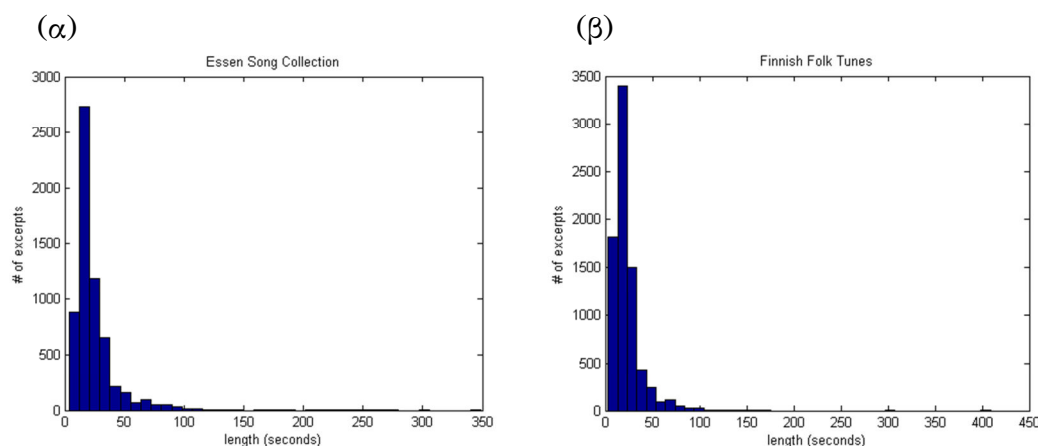 (α)
Essen Song Collection
3000
2500
2000
1500
1000
500
0
# of excerpts
0 50 100 150 200 250 300 350
length (seconds)
(β)
Finnish Folk Tunes
3500
3000
2500
2000
1500
1000
500
0
# of excerpts
0 50 100 150 200 250 300 350 400 450
length (seconds)